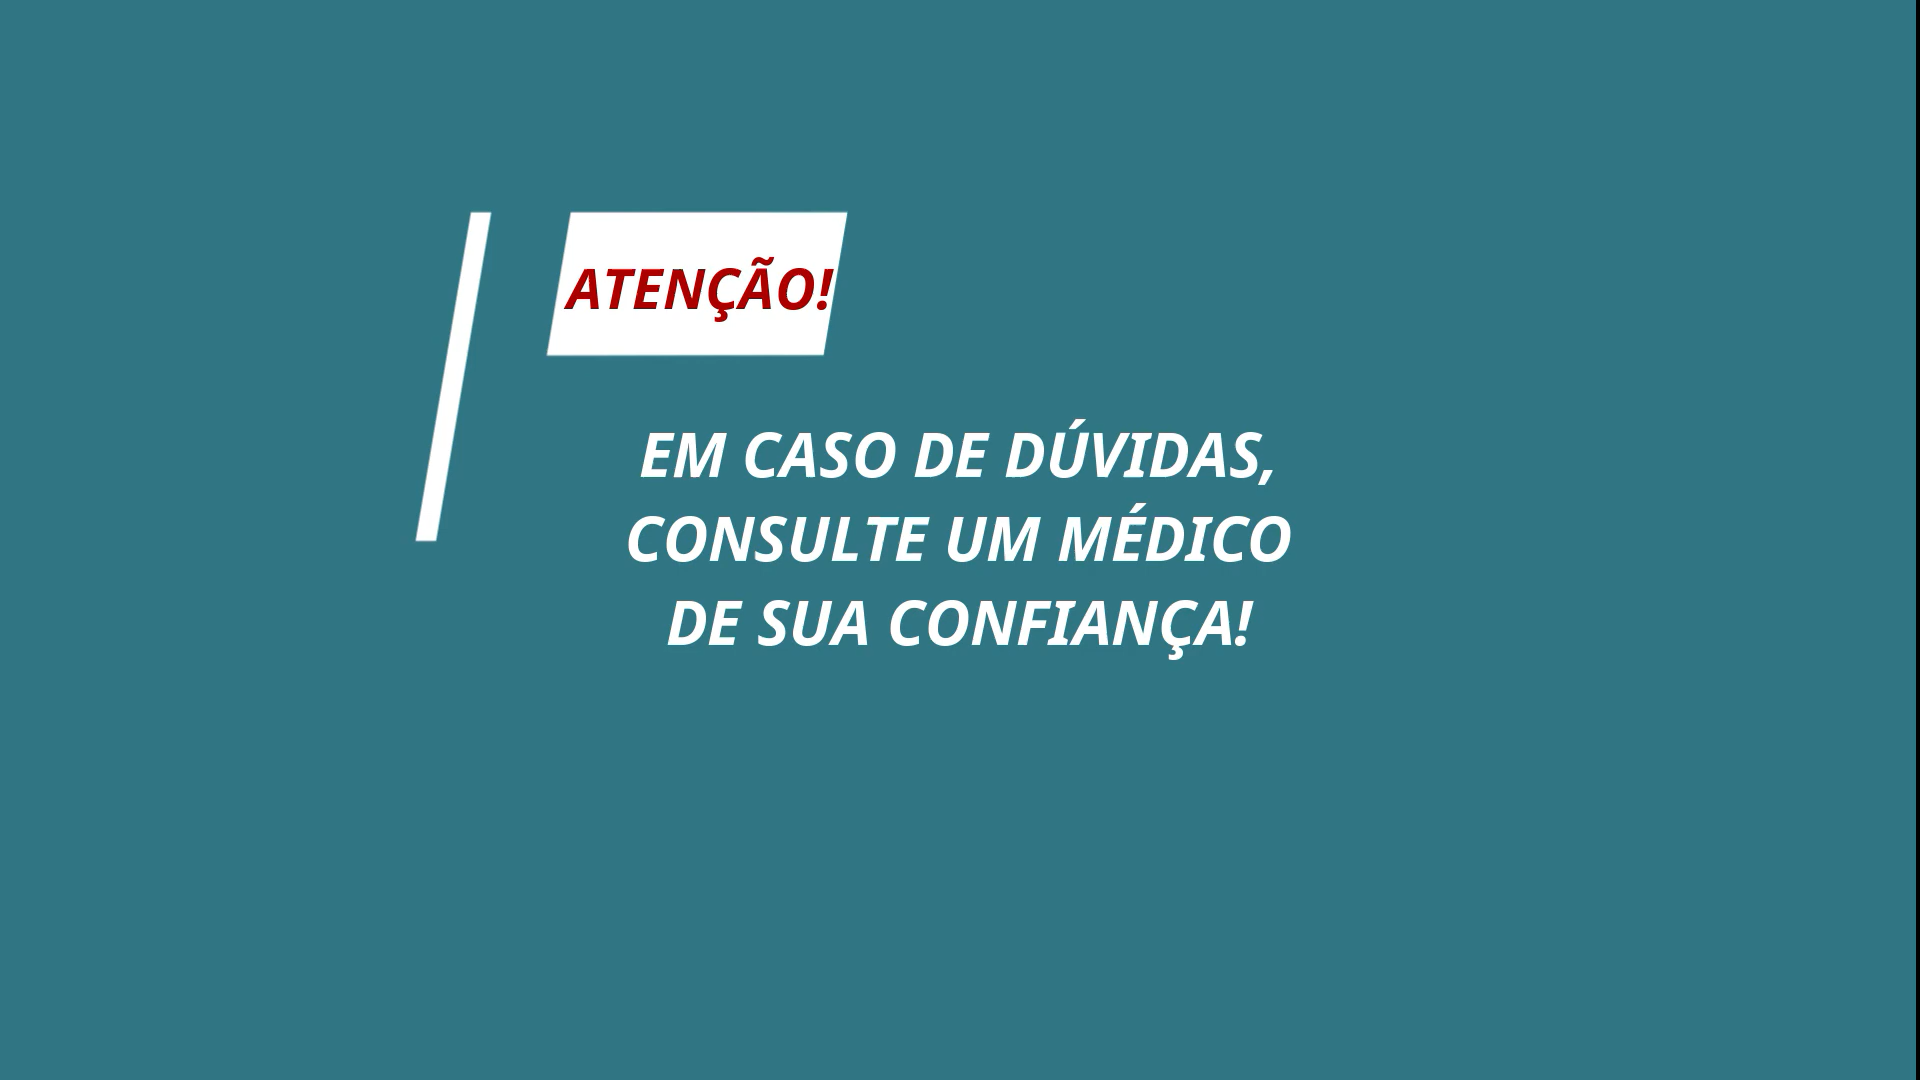 ATENÇÃO!
EM CASO DE DÚVIDAS,
CONSULTE UM MÉDICO
DE SUA CONFIANÇA!